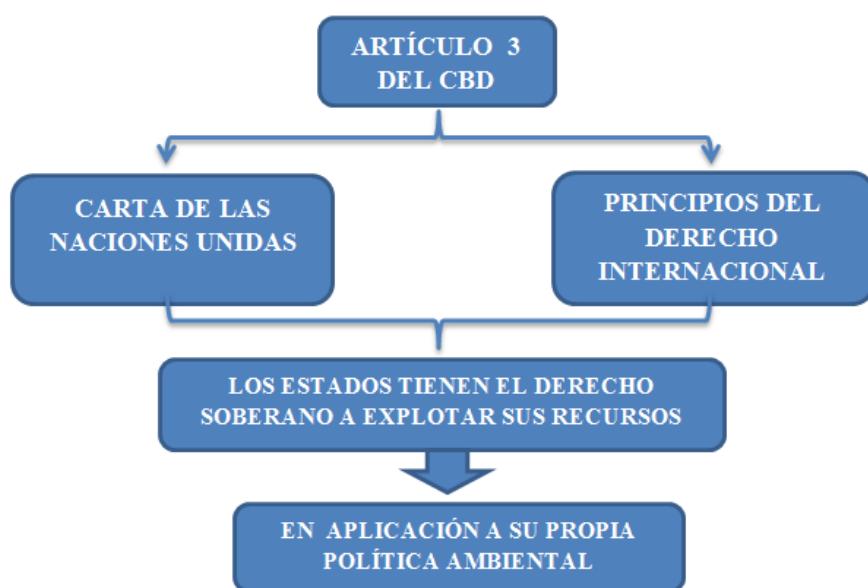 ARTÍCULO 3
DEL CBD
CARTA DE LAS
NACIONES UNIDAS
PRINCIPIOS DEL
DERECHO
INTERNACIONAL
LOS ESTADOS TIENEN EL DERECHO
SOBERANO A EXPLOTAR SUS RECURSOS
EN APLICACIÓN A SU PROPIA
POLÍTICA AMBIENTAL